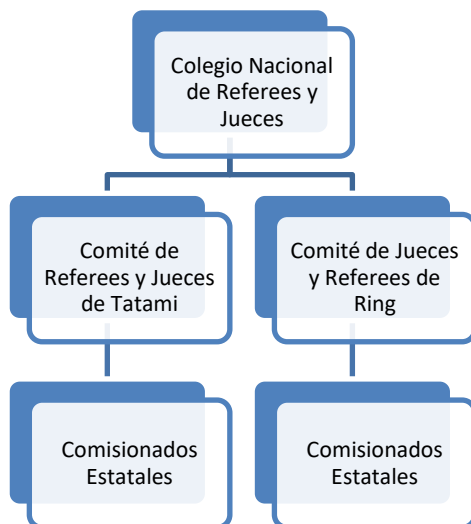 Colegio Nacional
de Referees y
Jueces
Comité de
Referees y Jueces
de Tatami
Comité de Jueces
y Referees de
Ring
Comisionados
Estatales
Comisionados
Estatales